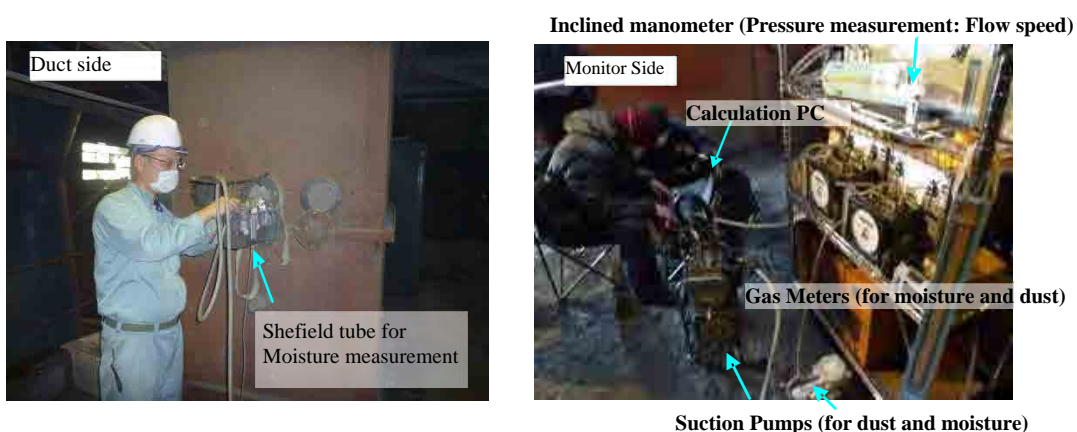 Inclined manometer (Pressure measurement: Flow speed)
Duct side
Monitor Side
Calculation PC
Gas Meters (for moisture and dust)
Shefield tube for
Moisture measurement
Suction Pumps (for dust and moisture)